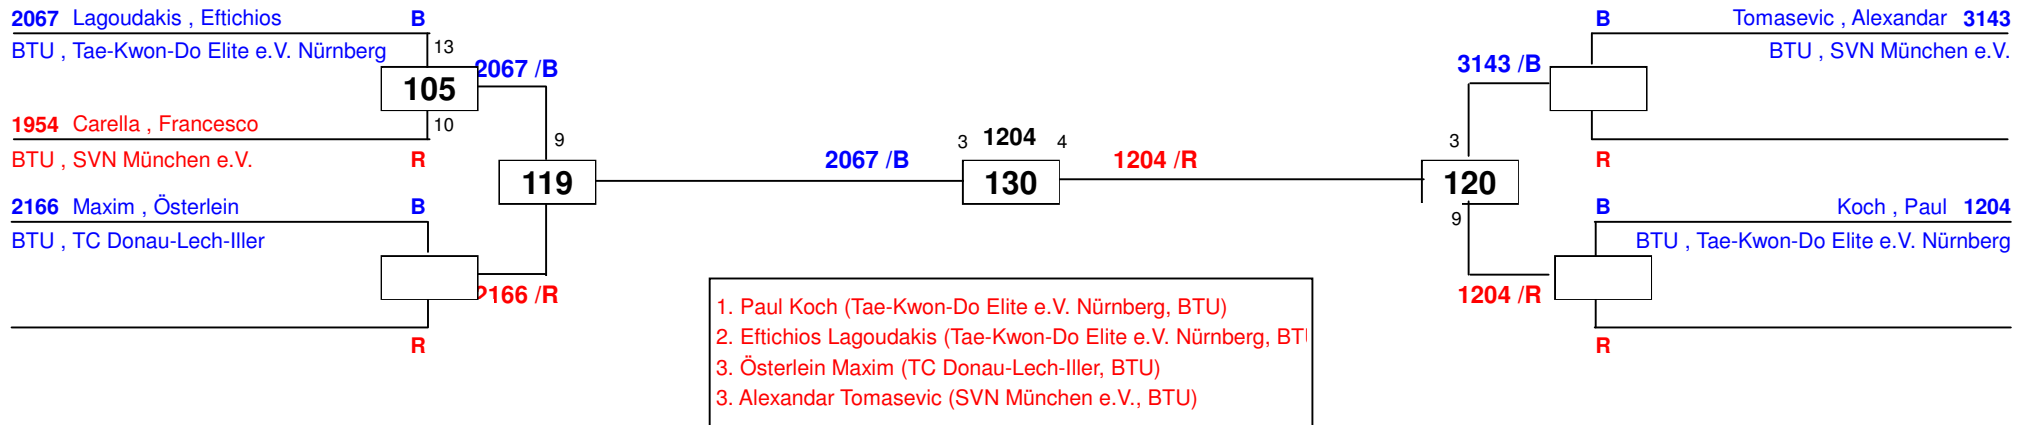 2067 Lagoudakis , Eftichios B
BTU , Tae-Kwon-Do Elite e.V. Nürnberg
13
105
2067 /B
10
1954 Carella , Francesco
BTU , SVN München e.V. R
9
119
2166 Maxim , Österlein B
BTU , TC Donau-Lech-Iller
2166 /R
R
2067 /B
3 1204 4
130
1204 /R
B Tomasevic , Alexandar 3143
BTU , SVN München e.V.
3143 /B
R
3
120
9
B Koch , Paul 1204
BTU , Tae-Kwon-Do Elite e.V. Nürnberg
1204 /R
R
1. Paul Koch (Tae-Kwon-Do Elite e.V. Nürnberg, BTU)
2. Eftichios Lagoudakis (Tae-Kwon-Do Elite e.V. Nürnberg, BT
3. Österlein Maxim (TC Donau-Lech-Iller, BTU)
3. Alexandar Tomasevic (SVN München e.V., BTU)